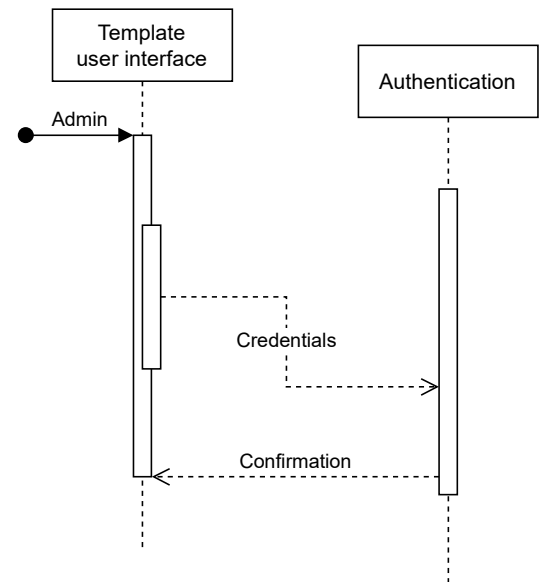 Template
user interface
Authentication
Admin
Credentials
Confirmation